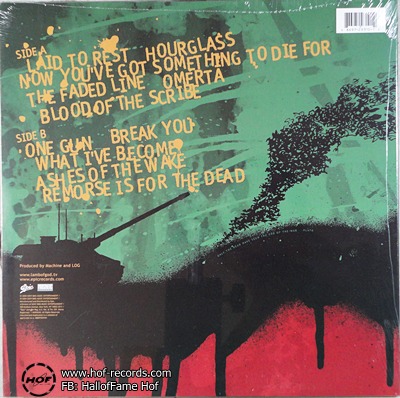 SIDE A
LAID TO REST HOURGLASS
NOW YOU'VE GOT SOMETHING TO DIE FOR
THE FADED LINE OMERTA
BLOOD OF THE SCRIBE
SIDE B
ONE GUN BREAK YOU
WHAT I'VE BECOME
ASHES OF THE WAKE
REMORSE IS FOR THE DEAD
Produced by Machine and LOG
www.lambofgod.tv
www.epicrecords.com
Epic
HOF
www.hof-records.com
FB: HallofFame Hof